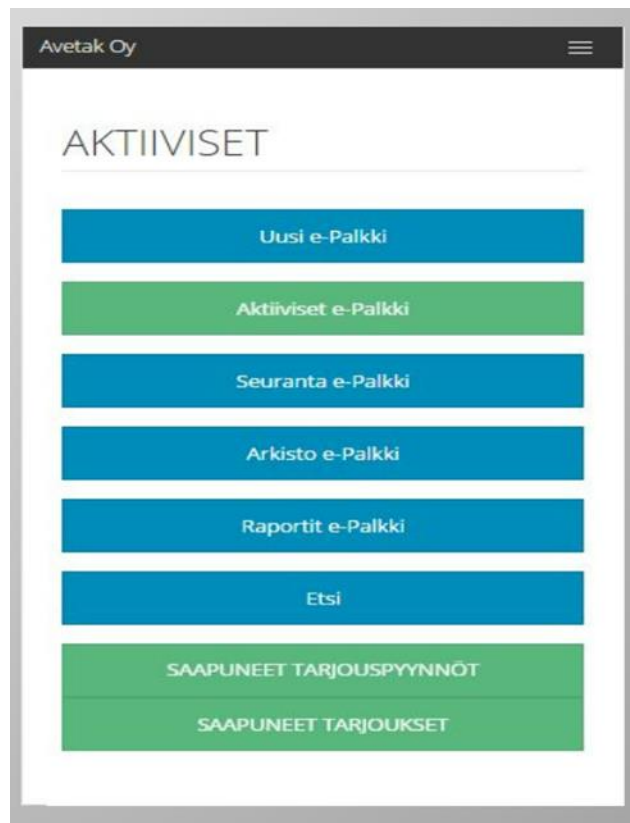 Avetak Oy
AKTIIVISET
Uusi e-Palkki
Aktiiviset e-Palkki
Seuranta e-Palkki
Arkisto e-Palkki
Raportit e-Palkki
Etsi
SAAPUNEET TARJOUSPYYNNÖT
SAAPUNEET TARJOUKSET